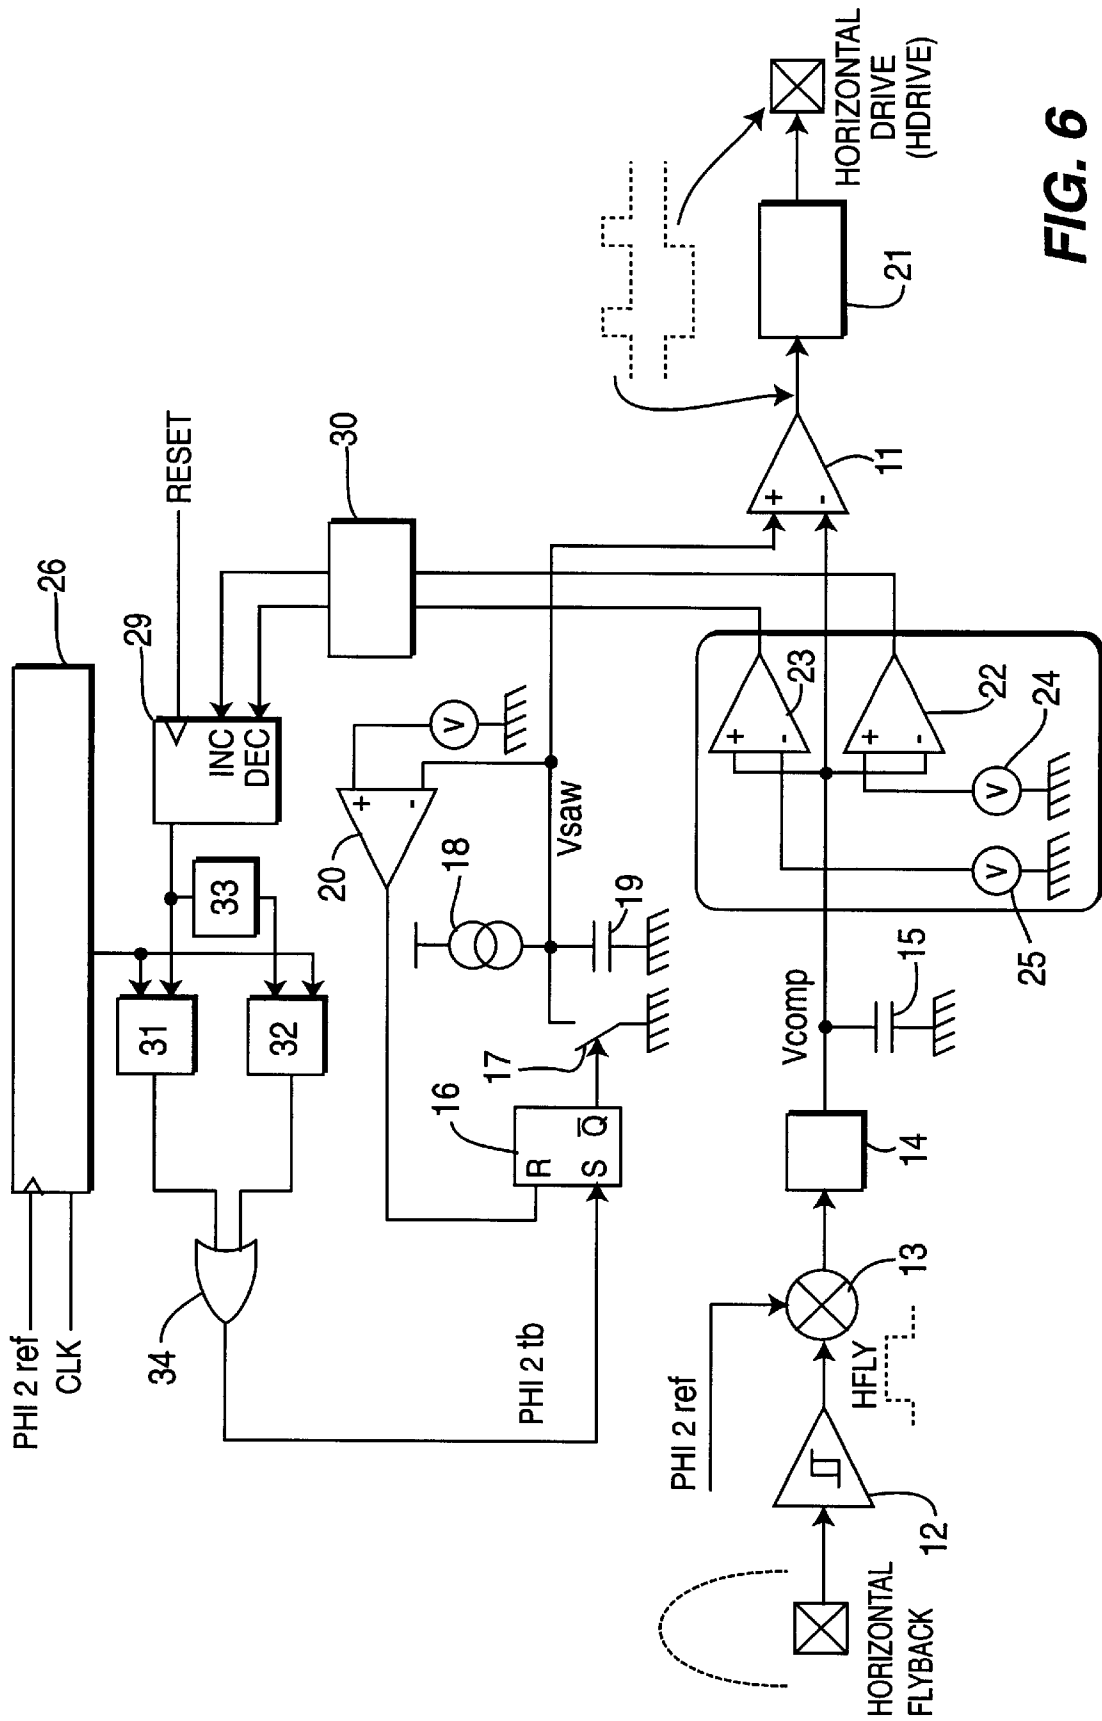 PHI 2 ref
CLK
26
29
RESET
INC
DEC
31
33
32
34
30
20
V
18
Vsaw
19
17
16
R
S Q̅
PHI 2 tb
+
-
PHI 2 ref
HORIZONTAL
FLYBACK
12
HFLY
13
14
Vcomp
15
+
-
23
+
-
22
V
24
V
25
+
-
11
21
HORIZONTAL
DRIVE
(HDRIVE)
FIG. 6